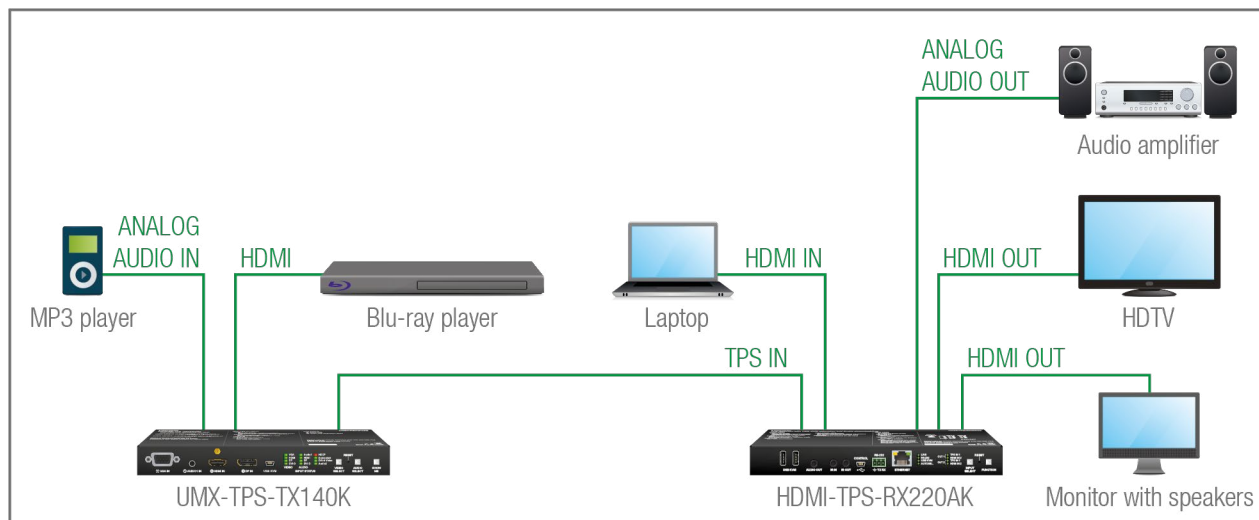 ANALOG
AUDIO OUT
Audio amplifier
ANALOG
AUDIO IN
HDMI
HDMI IN
HDMI OUT
MP3 player
Blu-ray player
Laptop
HDTV
TPS IN
HDMI OUT
UMX-TPS-TX140K
HDMI-TPS-RX220AK
Monitor with speakers